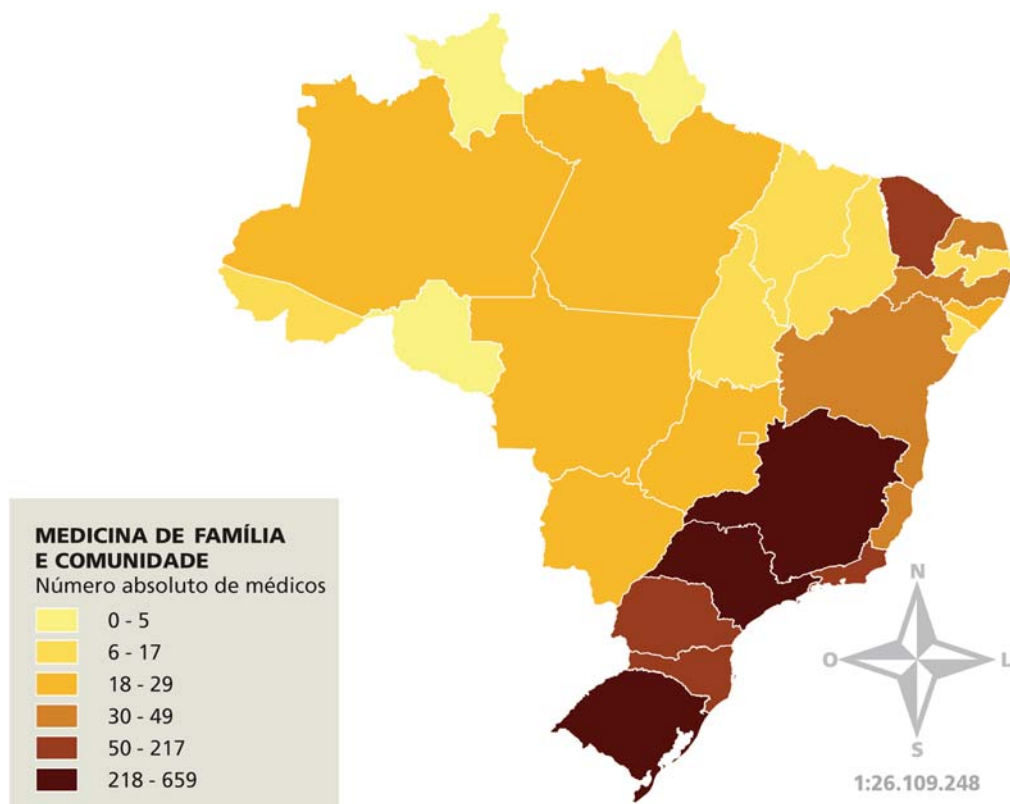 MEDICINA DE FAMÍLIA
E COMUNIDADE
Número absoluto de médicos
0 - 5
6 - 17
18 - 29
30 - 49
50 - 217
218 - 659
N
O
L
S
1:26.109.248